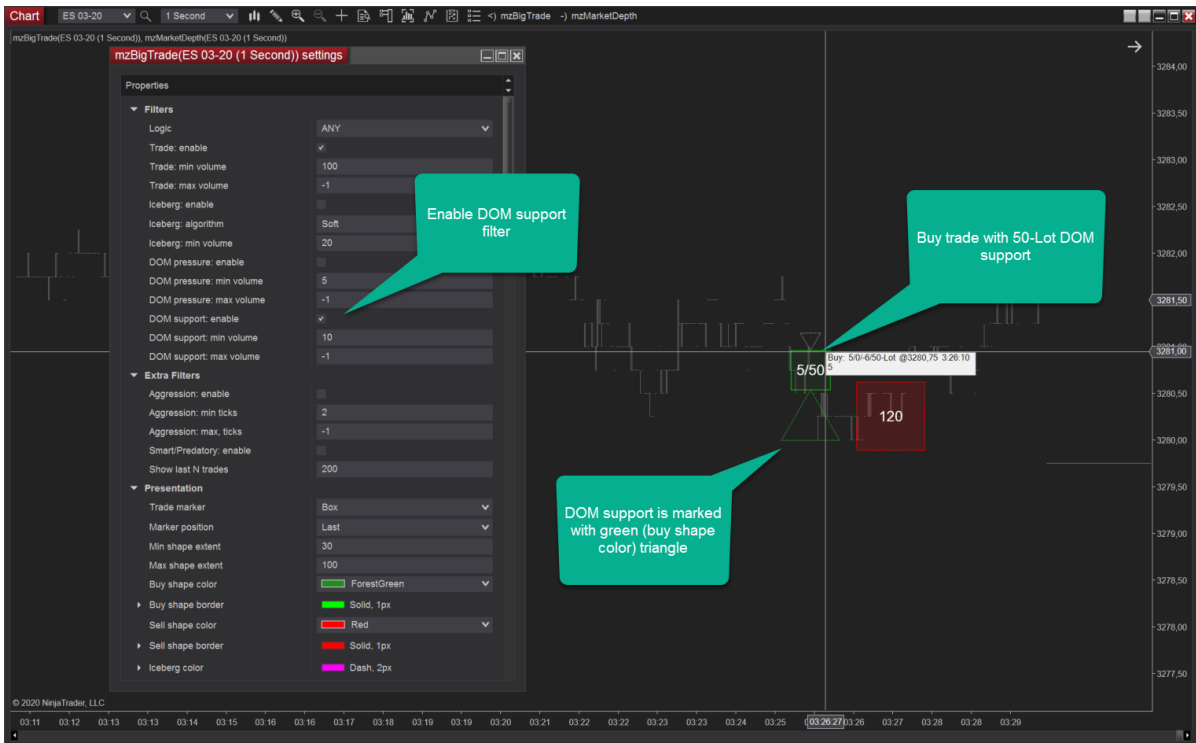 Chart ES 03-20 1 Second <) mzBigTrade -) mzMarketDepth
mzBigTrade(ES 03-20 (1 Second)), mzMarketDepth(ES 03-20 (1 Second))
mzBigTrade(ES 03-20 (1 Second)) settings
Properties
Filters
Logic ANY
Trade: enable
Trade: min volume 100
Trade: max volume -1
Iceberg: enable
Iceberg: algorithm Soft
Iceberg: min volume 20
DOM pressure: enable
DOM pressure: min volume 5
DOM pressure: max volume -1
DOM support: enable
DOM support: min volume 10
DOM support: max volume -1
Extra Filters
Aggression: enable
Aggression: min ticks 2
Aggression: max, ticks -1
Smart/Predatory: enable
Show last N trades 200
Presentation
Trade marker Box
Marker position Last
Min shape extent 30
Max shape extent 100
Buy shape color ForestGreen
Buy shape border Solid, 1px
Sell shape color Red
Sell shape border Solid, 1px
Iceberg color Dash, 2px
Enable DOM support
filter
Buy trade with 50-Lot DOM
support
5/50
Buy: 5/0/-6/50-Lot @3280,75 3:26:10
5
120
DOM support is marked
with green (buy shape
color) triangle
3284,00
3283,50
3283,00
3282,50
3282,00
3281,50
3281,00
3280,50
3280,00
3279,50
3279,00
3278,50
3278,00
3277,50
© 2020 NinjaTrader, LLC
03:11 03:12 03:13 03:13 03:14 03:15 03:16 03:16 03:17 03:18 03:19 03:19 03:20 03:21 03:22 03:22 03:23 03:23 03:24 03:25 03:26:27 03:26 03:27 03:28 03:28 03:29